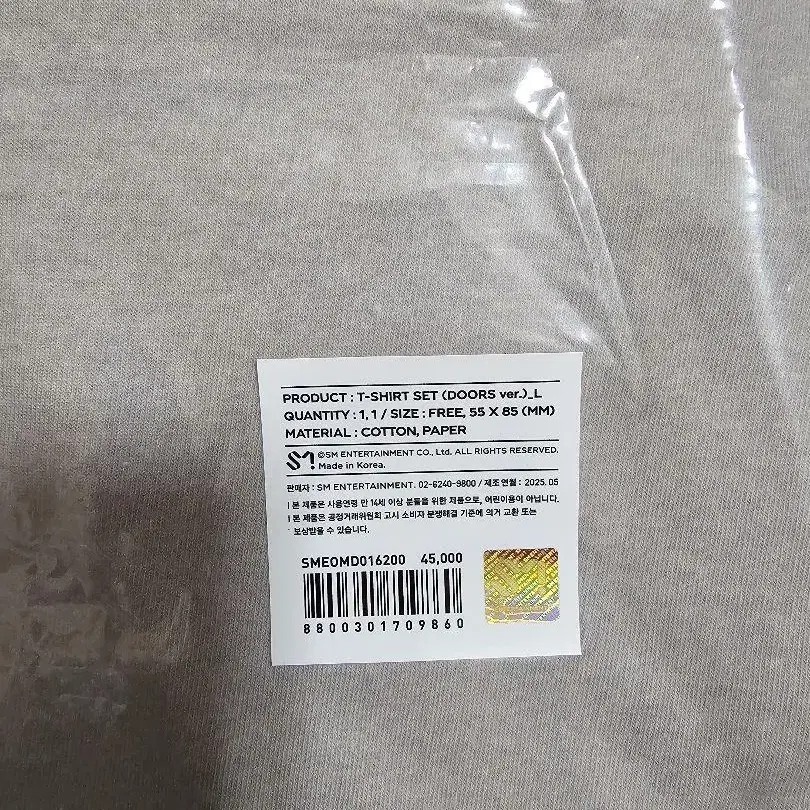 PRODUCT : T-SHIRT SET (DOORS ver.)_L
QUANTITY : 1, 1 / SIZE : FREE, 55 X 85 (MM)
MATERIAL : COTTON, PAPER
SM ©SM ENTERTAINMENT CO., Ltd. ALL RIGHTS RESERVED.
Made in Korea.
판매자 : SM ENTERTAINMENT. 02-6240-9800 / 제조연월 : 2025. 05
! 본 제품은 사용연령 만 14세 이상 분들을 위한 제품으로, 어린이용이 아닙니다.
! 본 제품은 공정거래위원회 고시 소비자 분쟁해결 기준에 의거 교환 또는
보상받을 수 있습니다.
SMEOMD016200 45,000
8800301709860